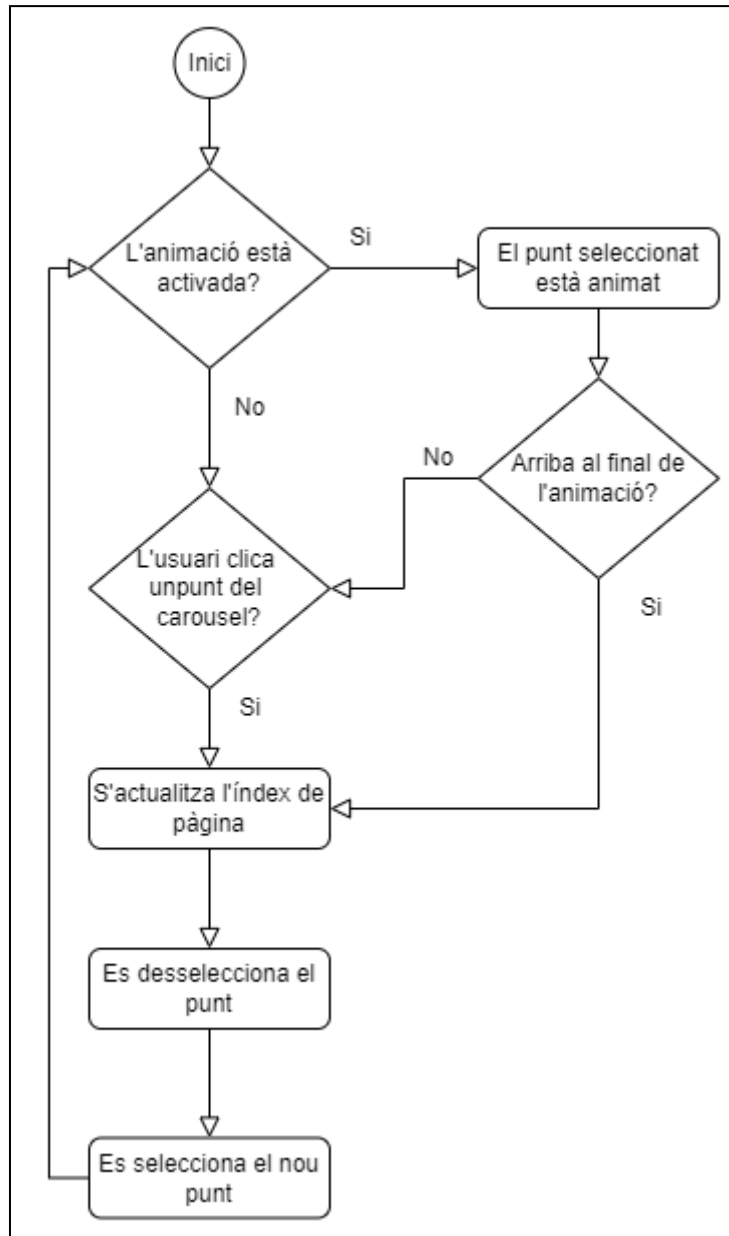 Inici
L'animació està
activada?
Si
El punt seleccionat
està animat
No
No
Arriba al final de
l'animació?
L'usuari clica
unpunt del
carousel?
Si
Si
S'actualitza l'índex de
pàgina
Es desselecciona el
punt
Es selecciona el nou
punt